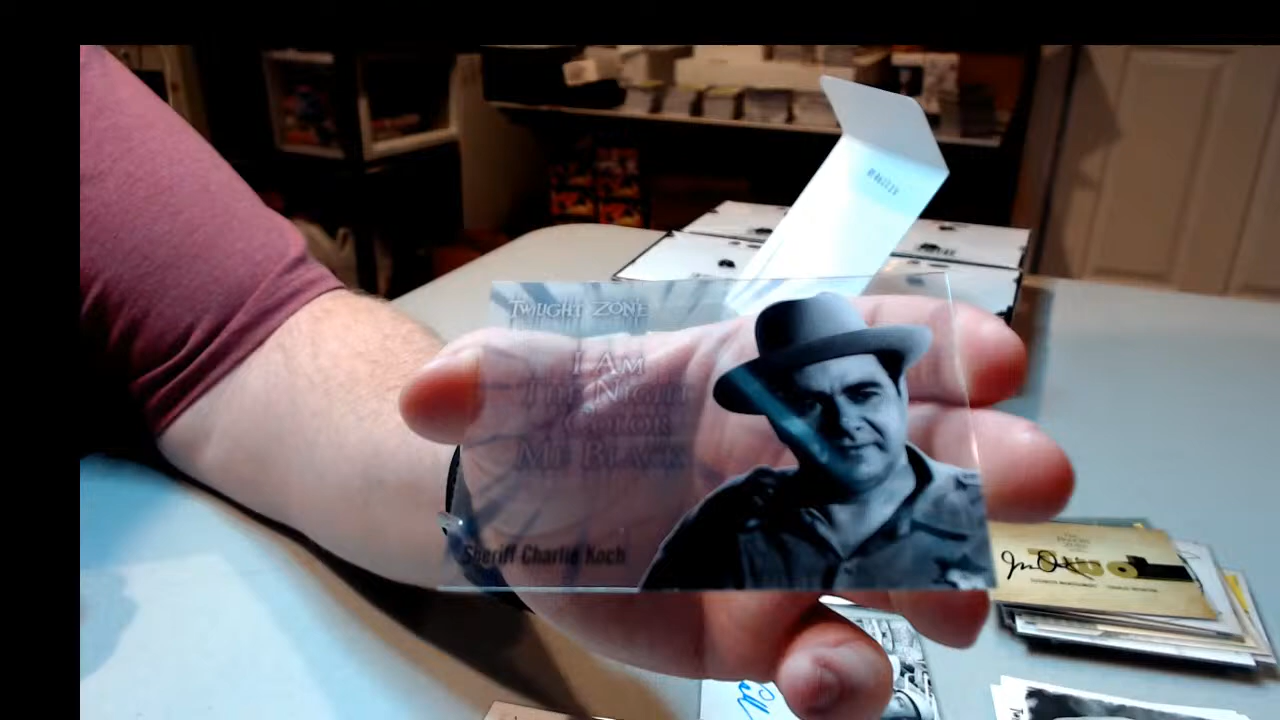 TWILIGHT ZONE
I AM
THE NIGHT
COLOR
ME BLACK
Sheriff Charlie Koch